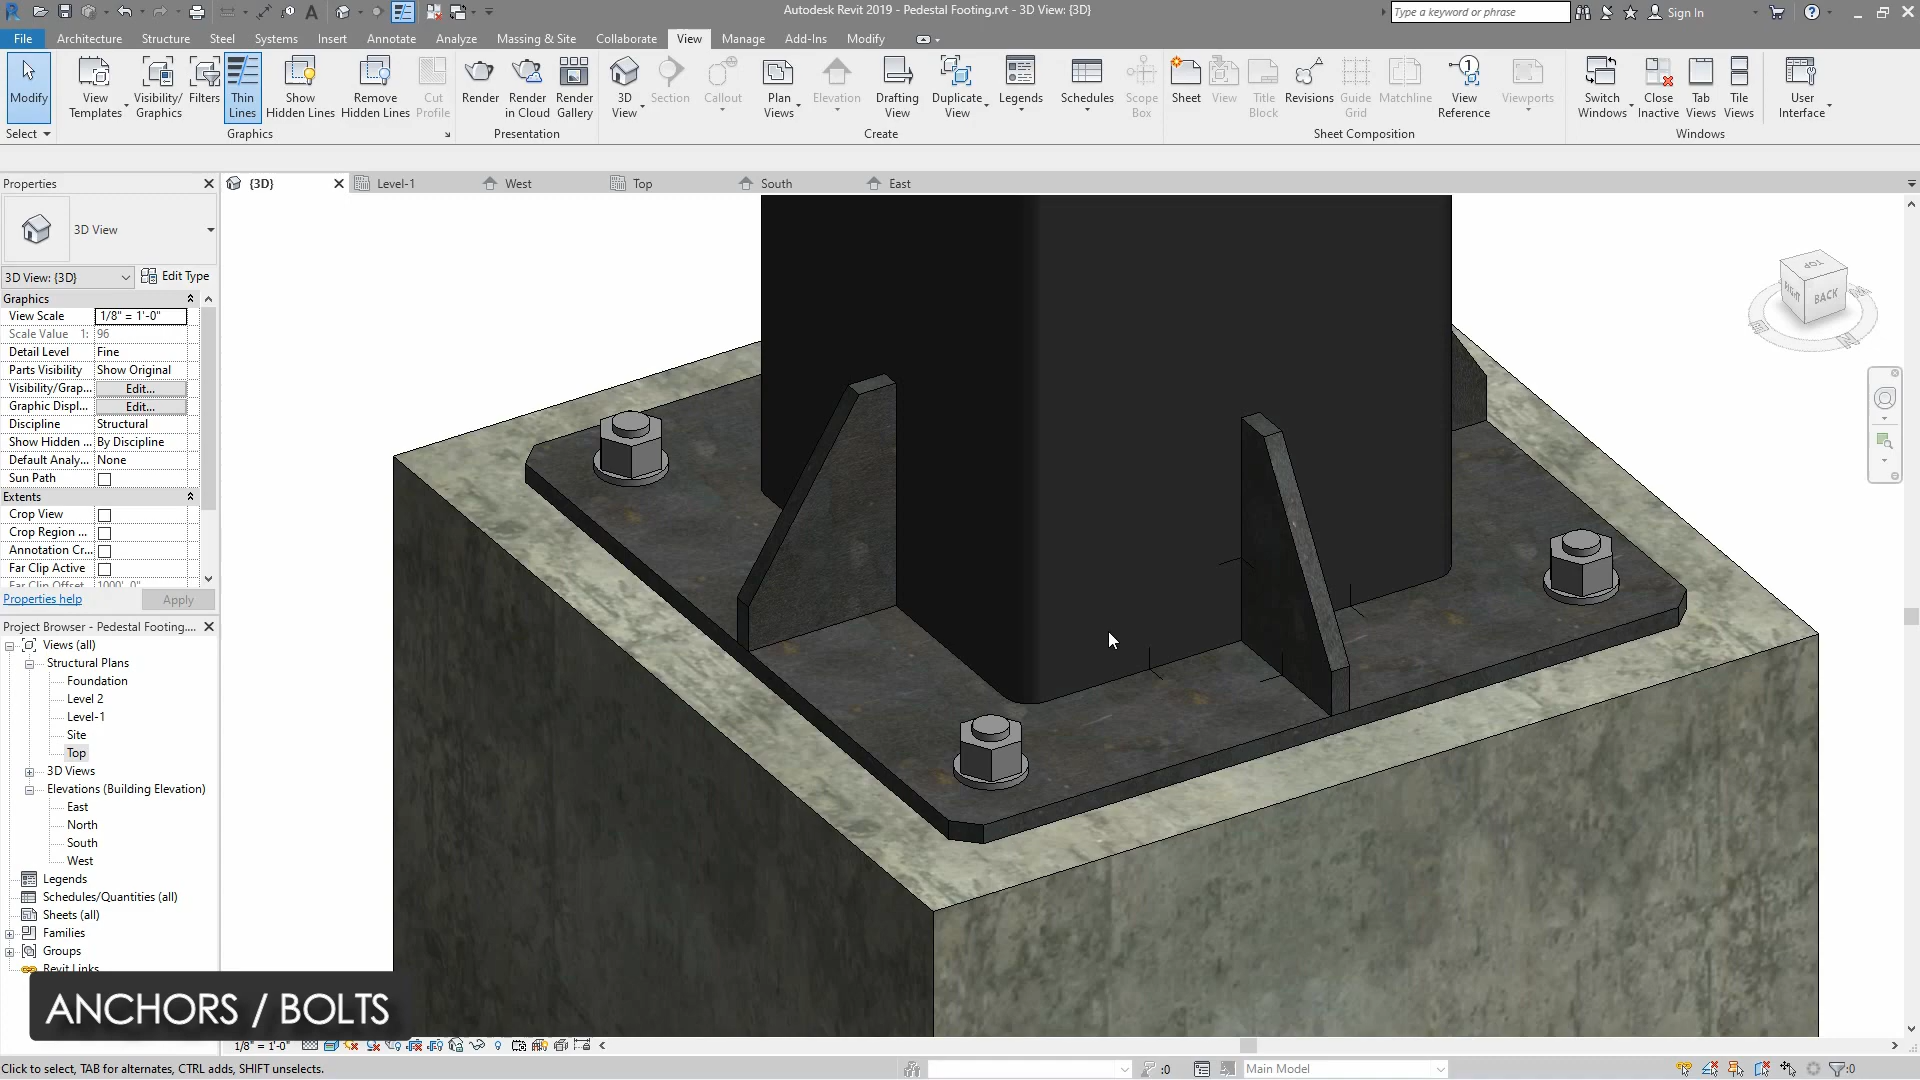 Autodesk Revit 2019 - Pedestal Footing.rvt - 3D View: {3D}
Type a keyword or phrase
Sign In
File Architecture Structure Steel Systems Insert Annotate Analyze Massing & Site Collaborate View Manage Add-Ins Modify
Modify
View Templates
Visibility/ Graphics
Filters
Thin Lines
Show Hidden Lines
Remove Hidden Lines
Cut Profile
Render
Render in Cloud
Render Gallery
3D View
Section
Callout
Plan Views
Elevation
Drafting View
Duplicate View
Legends
Schedules
Scope Box
Sheet
View
Title Block
Revisions
Guide Grid
Matchline
View Reference
Viewports
Switch Windows
Close Inactive
Tab Views
Tile Views
User Interface
Select Graphics Presentation Create Sheet Composition Windows
Properties
{3D} Level-1 West Top South East
3D View
3D View: {3D} Edit Type
Graphics
View Scale 1/8" = 1'-0"
Scale Value 1: 96
Detail Level Fine
Parts Visibility Show Original
Visibility/Grap... Edit...
Graphic Displ... Edit...
Discipline Structural
Show Hidden ... By Discipline
Default Analy... None
Sun Path
Extents
Crop View
Crop Region ...
Annotation Cr...
Far Clip Active
Far Clip Offset 1000' 0"
Properties help Apply
Project Browser - Pedestal Footing....
Views (all)
Structural Plans
Foundation
Level 2
Level-1
Site
Top
3D Views
Elevations (Building Elevation)
East
North
South
West
Legends
Schedules/Quantities (all)
Sheets (all)
Families
Groups
Revit Links
TOP
RIGHT
BACK
E
N
ANCHORS / BOLTS
1/8" = 1'-0"
Click to select, TAB for alternates, CTRL adds, SHIFT unselects.
:0
Main Model
:0